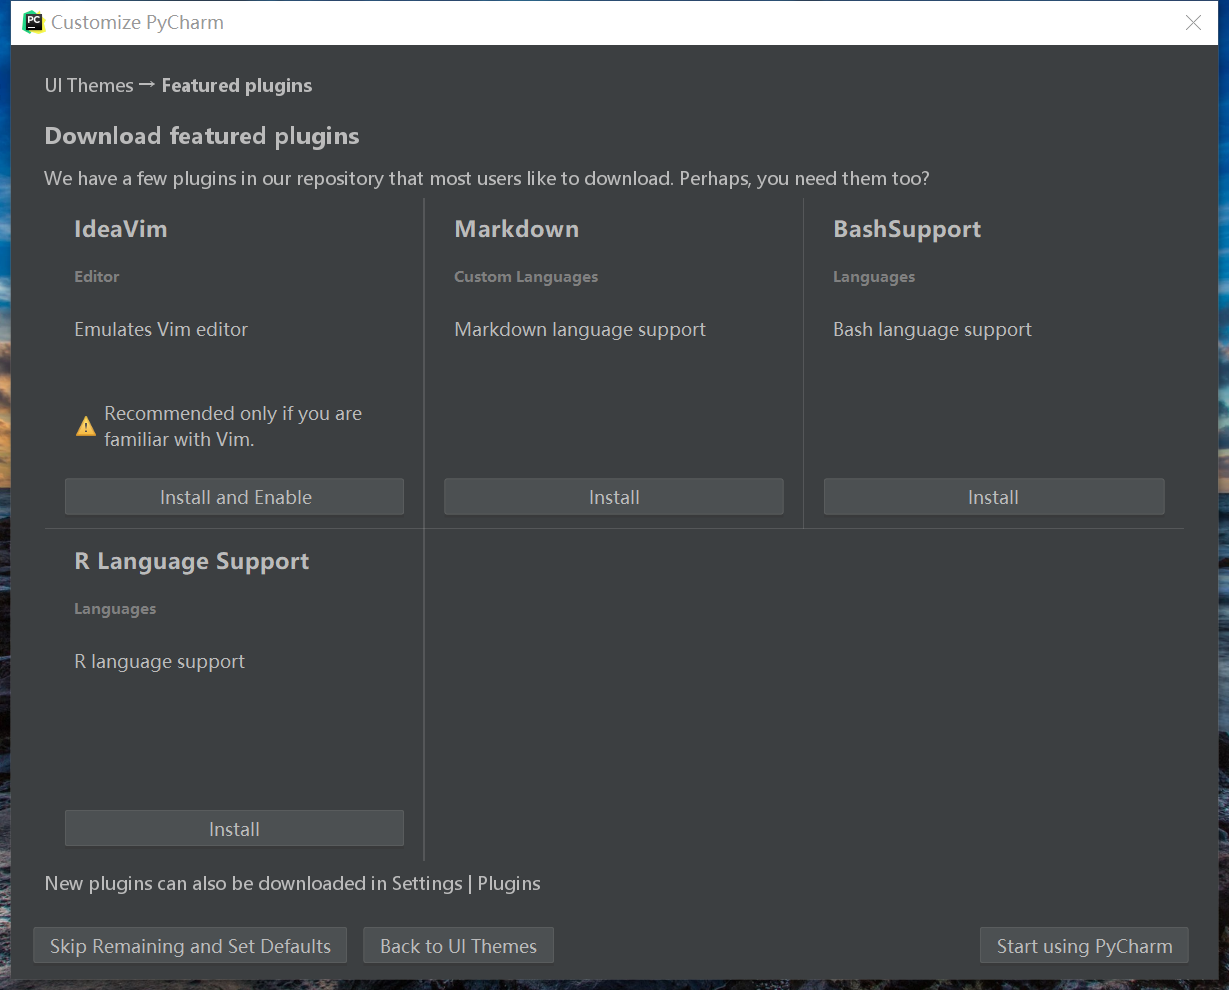 PC
Customize PyCharm
UI Themes → Featured plugins
Download featured plugins
We have a few plugins in our repository that most users like to download. Perhaps, you need them too?
IdeaVim
Editor
Emulates Vim editor
Recommended only if you are
familiar with Vim.
Install and Enable
Markdown
Custom Languages
Markdown language support
Install
BashSupport
Languages
Bash language support
Install
R Language Support
Languages
R language support
Install
New plugins can also be downloaded in Settings | Plugins
Skip Remaining and Set Defaults
Back to UI Themes
Start using PyCharm